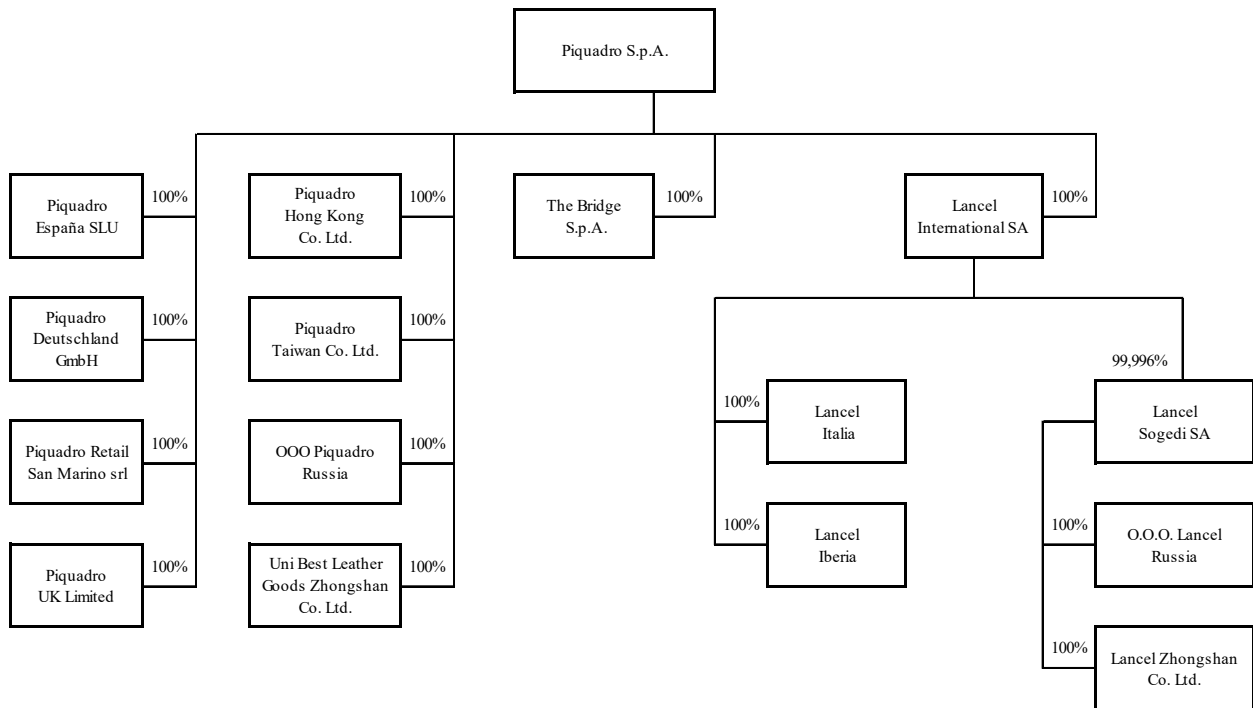 Piquadro S.p.A.
100%
Piquadro
España SLU
100%
Piquadro
Hong Kong
Co. Ltd.
The Bridge
S.p.A.
100%
Lancel
International SA
100%
Piquadro
Deutschland
GmbH
100%
Piquadro
Taiwan Co. Ltd.
100%
99,996%
Piquadro Retail
San Marino srl
100%
OOO Piquadro
Russia
100%
100%
Lancel
Italia
Lancel
Sogedi SA
Piquadro
UK Limited
100%
Uni Best Leather
Goods Zhongshan
Co. Ltd.
100%
100%
Lancel
Iberia
100%
O.O.O. Lancel
Russia
100%
Lancel Zhongshan
Co. Ltd.